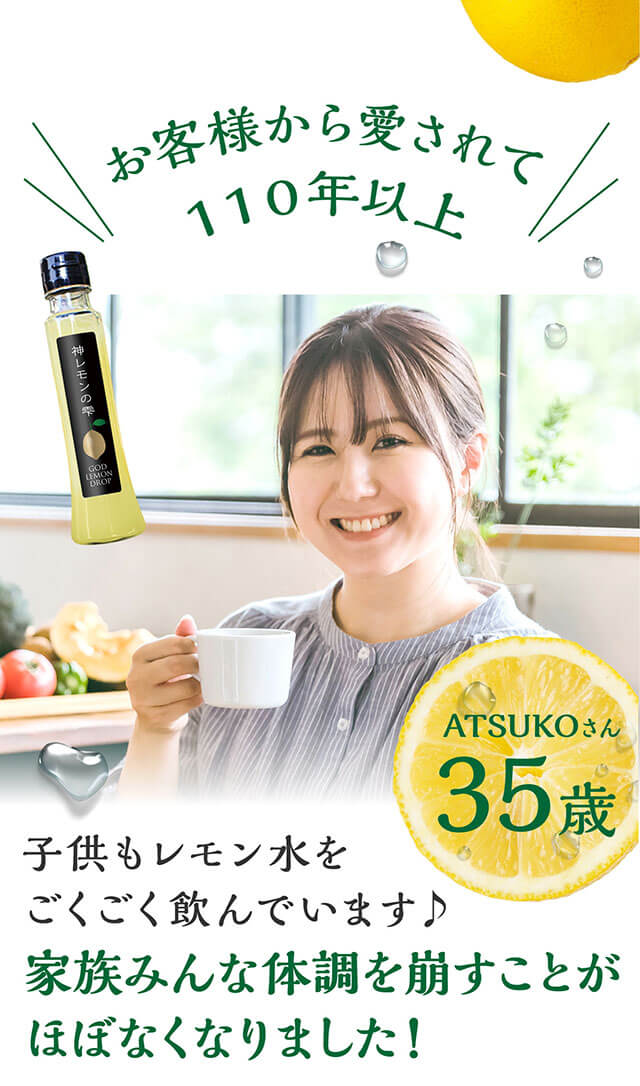 お客様から愛されて
110年以上
神レモンの雫
GOD
LEMON
DROP
ATSUKOさん
35歳
子供もレモン水を
ごくごく飲んでいます♪
家族みんな体調を崩すことが
ほぼなくなりました!